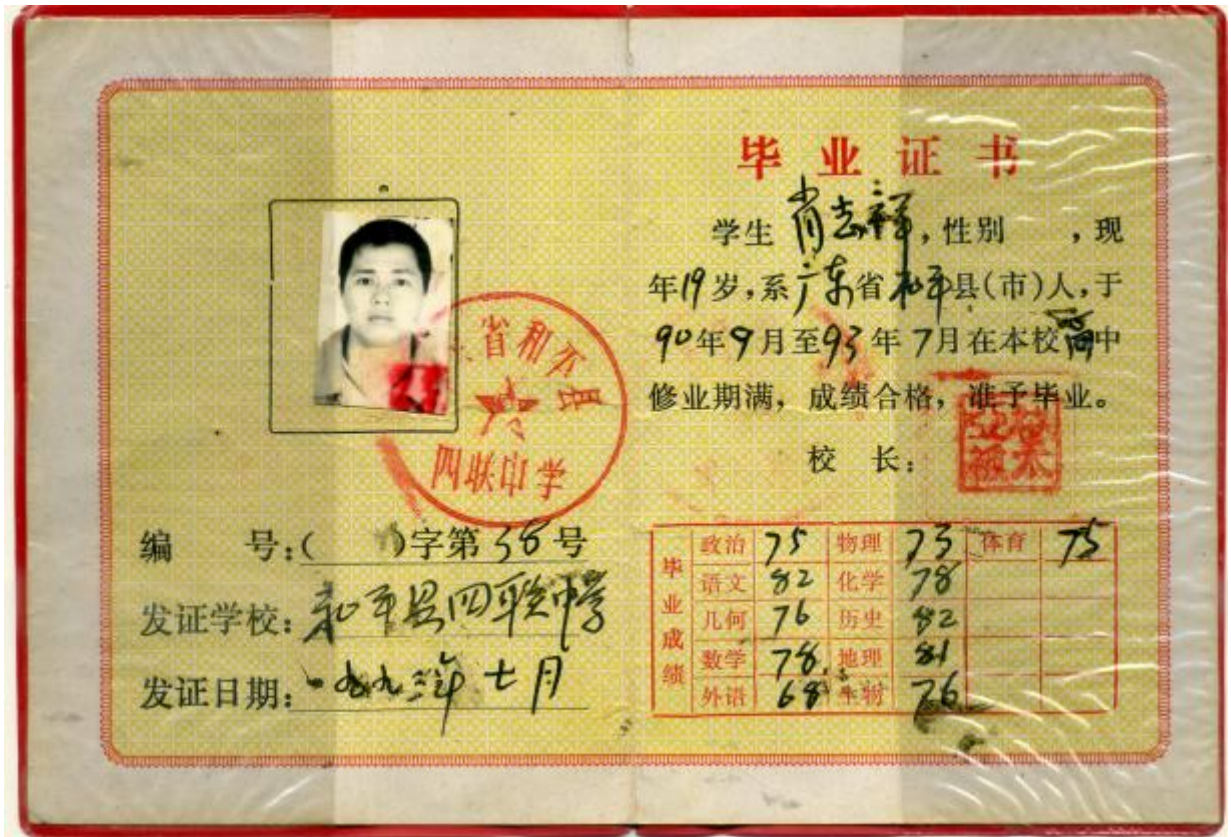 毕业证书
学生 肖志祥，性别 ，现
年19岁，系广东省和平县(市)人，于
90年9月至93年7月在本校高中
修业期满，成绩合格，准予毕业。
校 长：
省和平县
四联中学
编 号：( )字第38号
发证学校：和平县四联中学
发证日期：一九九三年七月
毕业成绩
政治 75 物理 73 体育 75
语文 82 化学 78
几何 76 历史 82
数学 78 地理 81
外语 68 生物 76